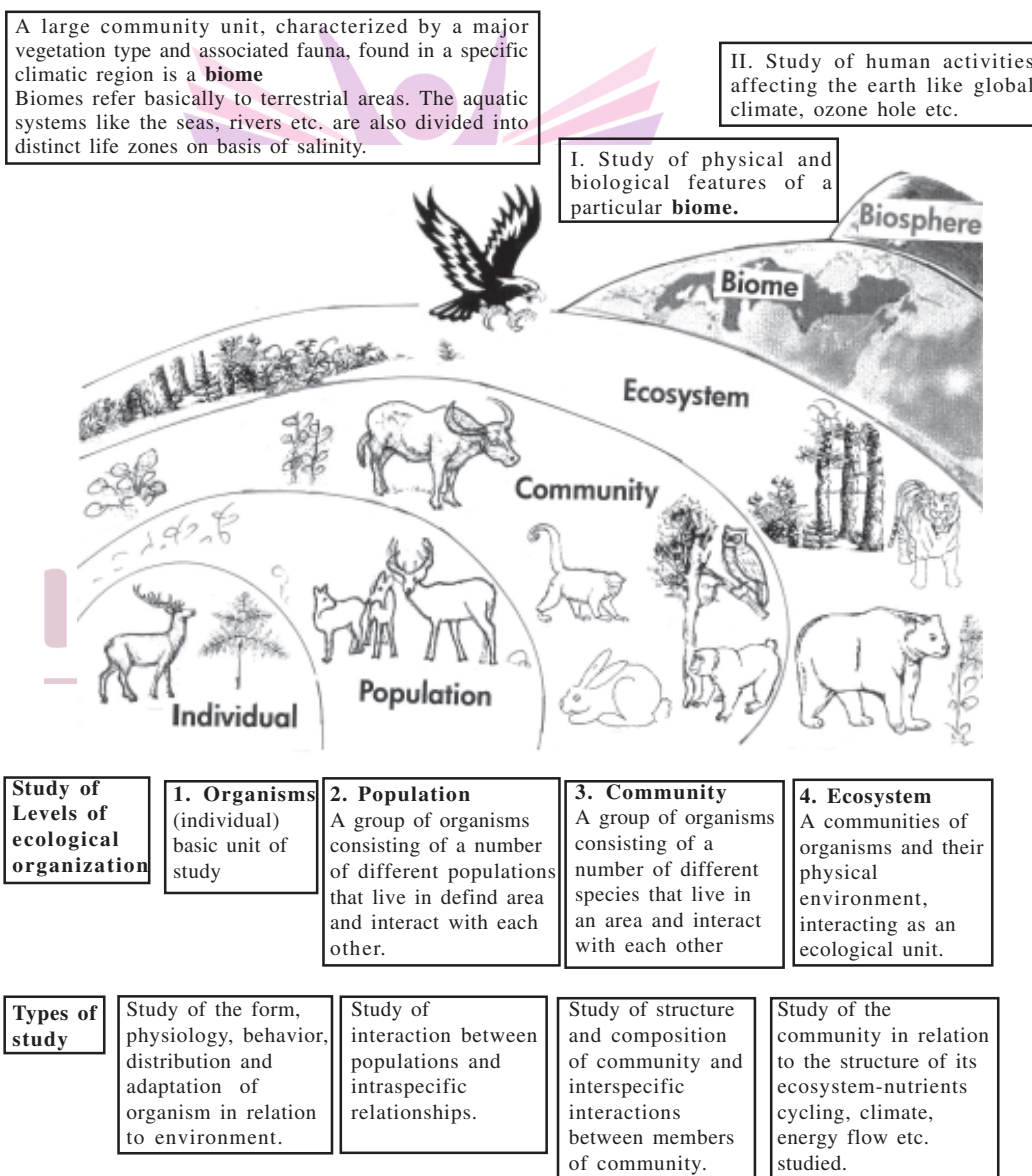 A large community unit, characterized by a major
vegetation type and associated fauna, found in a specific
climatic region is a biome
Biomes refer basically to terrestrial areas. The aquatic
systems like the seas, rivers etc. are also divided into
distinct life zones on basis of salinity.
II. Study of human activities
affecting the earth like global
climate, ozone hole etc.
I. Study of physical and
biological features of a
particular biome.
Biosphere
Biome
Ecosystem
Community
Population
Individual
Study of
Levels of
ecological
organization
1. Organisms
(individual)
basic unit of
study
2. Population
A group of organisms
consisting of a number
of different populations
that live in defind area
and interact with each
other.
3. Community
A group of organisms
consisting of a
number of different
species that live in
an area and interact
with each other
4. Ecosystem
A communities of
organisms and their
physical
environment,
interacting as an
ecological unit.
Types of
study
Study of the form,
physiology, behavior,
distribution and
adaptation of
organism in relation
to environment.
Study of
interaction between
populations and
intraspecific
relationships.
Study of structure
and composition
of community and
interspecific
interactions
between members
of community.
Study of the
community in relation
to the structure of its
ecosystem-nutrients
cycling, climate,
energy flow etc.
studied.